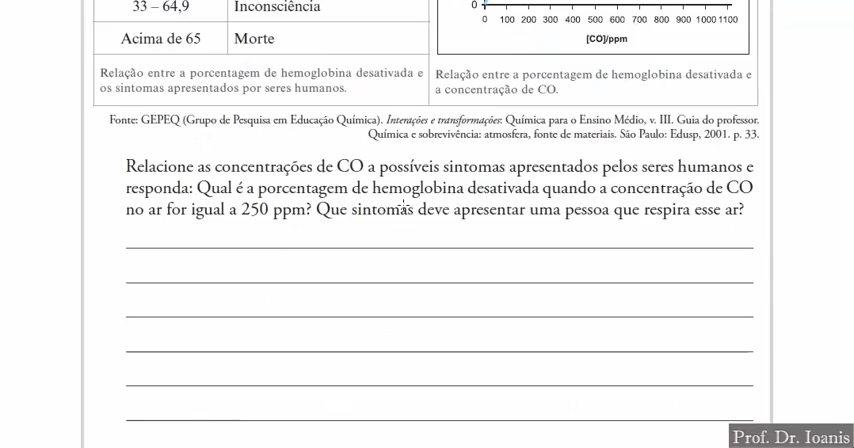 33 – 64,9 Inconsciência
Acima de 65 Morte
0
0 100 200 300 400 500 600 700 800 900 1000 1100
[CO]/ppm
Relação entre a porcentagem de hemoglobina desativada e
os sintomas apresentados por seres humanos.
Relação entre a porcentagem de hemoglobina desativada e
a concentração de CO.
Fonte: GEPEQ (Grupo de Pesquisa em Educação Química). Interações e transformações: Química para o Ensino Médio, v. III. Guia do professor.
Química e sobrevivência: atmosfera, fonte de materiais. São Paulo: Edusp, 2001. p. 33.
Relacione as concentrações de CO a possíveis sintomas apresentados pelos seres humanos e
responda: Qual é a porcentagem de hemoglobina desativada quando a concentração de CO
no ar for igual a 250 ppm? Que sintomas deve apresentar uma pessoa que respira esse ar?
Prof. Dr. Ioanis